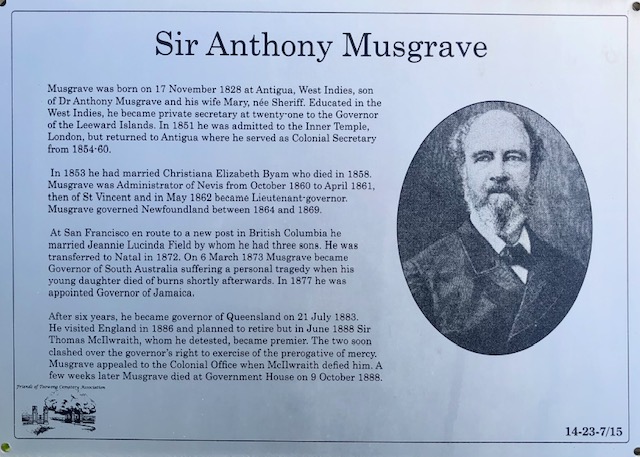 Sir Anthony Musgrave
Musgrave was born on 17 November 1828 at Antigua, West Indies, son
of Dr Anthony Musgrave and his wife Mary, née Sheriff. Educated in the
West Indies, he became private secretary at twenty-one to the Governor
of the Leeward Islands. In 1851 he was admitted to the Inner Temple,
London, but returned to Antigua where he served as Colonial Secretary
from 1854-60.
In 1853 he had married Christiana Elizabeth Byam who died in 1858.
Musgrave was Administrator of Nevis from October 1860 to April 1861,
then of St Vincent and in May 1862 became Lieutenant-governor.
Musgrave governed Newfoundland between 1864 and 1869.
At San Francisco en route to a new post in British Columbia he
married Jeannie Lucinda Field by whom he had three sons. He was
transferred to Natal in 1872. On 6 March 1873 Musgrave became
Governor of South Australia suffering a personal tragedy when his
young daughter died of burns shortly afterwards. In 1877 he was
appointed Governor of Jamaica.
After six years, he became governor of Queensland on 21 July 1883.
He visited England in 1886 and planned to retire but in June 1888 Sir
Thomas McIlwraith, whom he detested, became premier. The two soon
clashed over the governor's right to exercise of the prerogative of mercy.
Musgrave appealed to the Colonial Office when McIlwraith defied him. A
few weeks later Musgrave died at Government House on 9 October 1888.
Friends of Toowong Cemetery Association
14-23-7/15